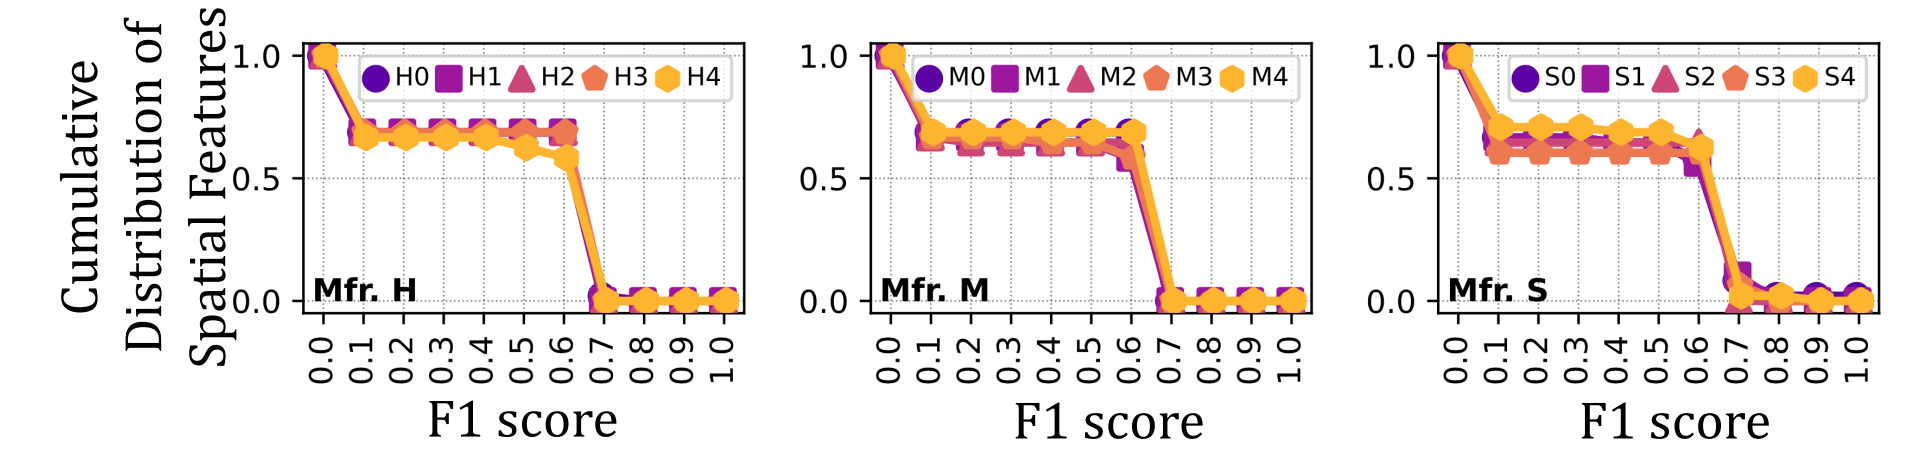 Cumulative
Distribution of
Spatial Features
1.0
0.5
0.0
H0 H1 H2 H3 H4
Mfr. H
0.0 0.1 0.2 0.3 0.4 0.5 0.6 0.7 0.8 0.9 1.0
F1 score
1.0
0.5
0.0
M0 M1 M2 M3 M4
Mfr. M
0.0 0.1 0.2 0.3 0.4 0.5 0.6 0.7 0.8 0.9 1.0
F1 score
1.0
0.5
0.0
S0 S1 S2 S3 S4
Mfr. S
0.0 0.1 0.2 0.3 0.4 0.5 0.6 0.7 0.8 0.9 1.0
F1 score